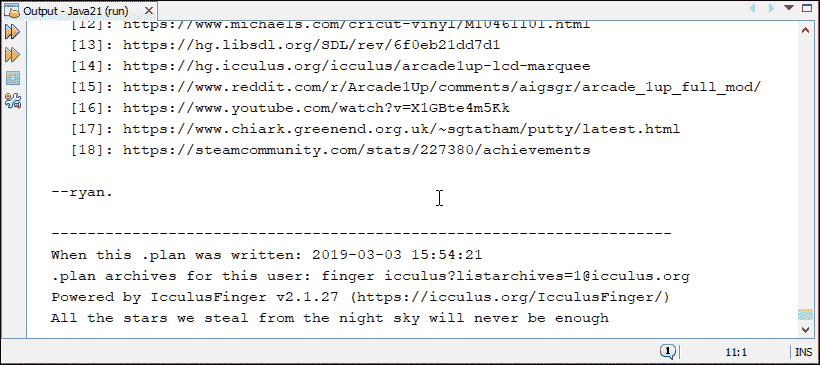 Output - Java21 (run)
[12]: https://www.michaels.com/cricut-vinyl/M10461101.html
[13]: https://hg.libsdl.org/SDL/rev/6f0eb21dd7d1
[14]: https://hg.icculus.org/icculus/arcade1up-lcd-marquee
[15]: https://www.reddit.com/r/Arcade1Up/comments/aigsgr/arcade_1up_full_mod/
[16]: https://www.youtube.com/watch?v=X1GBte4m5Kk
[17]: https://www.chiark.greenend.org.uk/~sgtatham/putty/latest.html
[18]: https://steamcommunity.com/stats/227380/achievements
--ryan.
---------------------------------------------------------------------
When this .plan was written: 2019-03-03 15:54:21
.plan archives for this user: finger icculus?listarchives=1@icculus.org
Powered by IcculusFinger v2.1.27 (https://icculus.org/IcculusFinger/)
All the stars we steal from the night sky will never be enough
1 11:1 INS